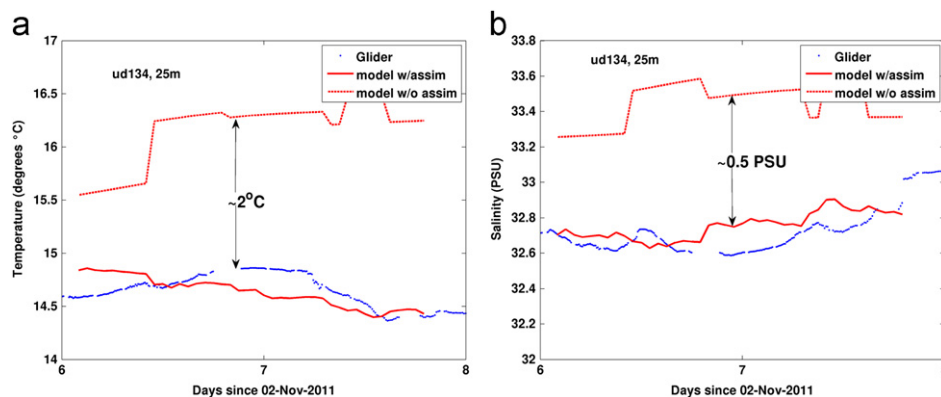 a
17
16.5
16
15.5
15
14.5
14
Temperature (degrees °C)
ud134, 25m
Glider
model w/assim
model w/o assim
~2°C
6
7
8
Days since 02-Nov-2011
b
33.8
33.6
33.4
33.2
33
32.8
32.6
32.4
32.2
32
Salinity (PSU)
ud134, 25m
Glider
model w/assim
model w/o assim
~0.5 PSU
6
7
Days since 02-Nov-2011